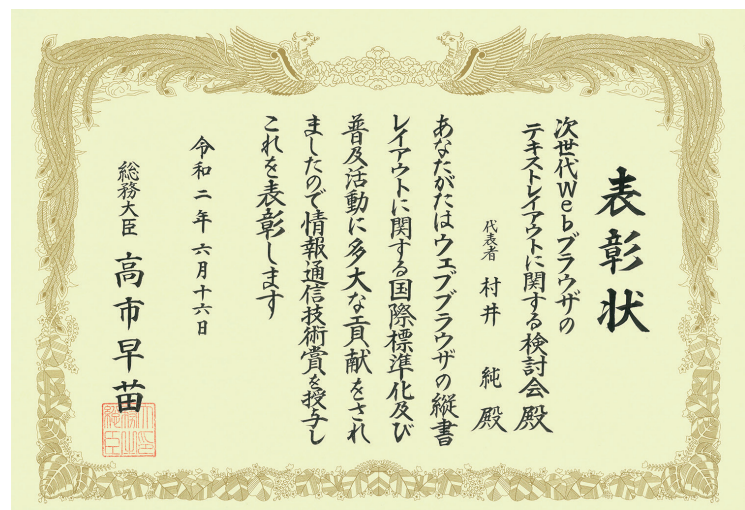 表彰状
次世代Webブラウザの
テキストレイアウトに関する検討会殿
代表者 村井 純 殿
あなたがたはウェブブラウザの縦書
レイアウトに関する国際標準化及び
普及活動に多大な貢献をされ
ましたので情報通信技術賞を授与し
これを表彰します
令和二年六月十六日
総務大臣 高市早苗